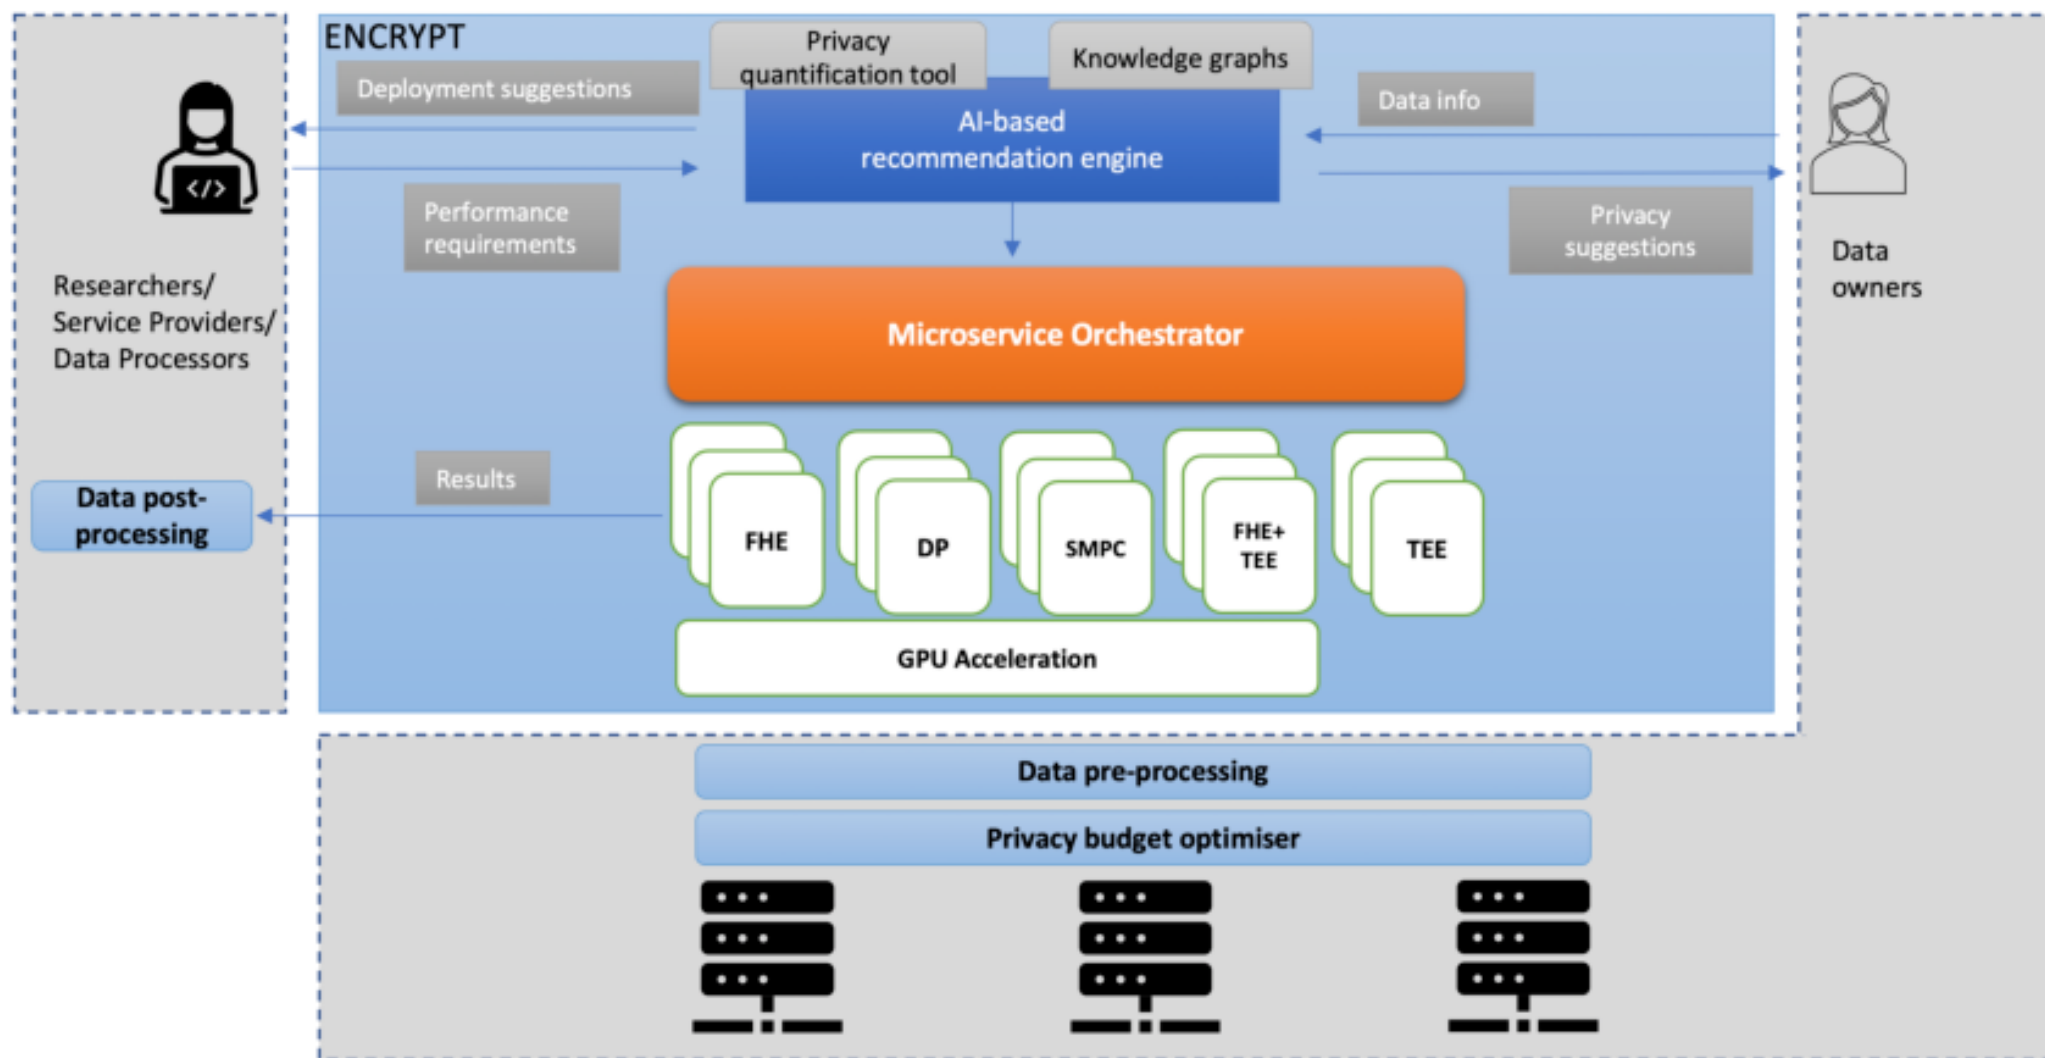 ENCRYPT
Privacy
quantification tool
Knowledge graphs
Deployment suggestions
Data info
AI-based
recommendation engine
Performance
requirements
Privacy
suggestions
Data
owners
Researchers/
Service Providers/
Data Processors
Microservice Orchestrator
Results
Data post-
processing
</>
FHE
DP
SMPC
FHE+
TEE
TEE
GPU Acceleration
Data pre-processing
Privacy budget optimiser